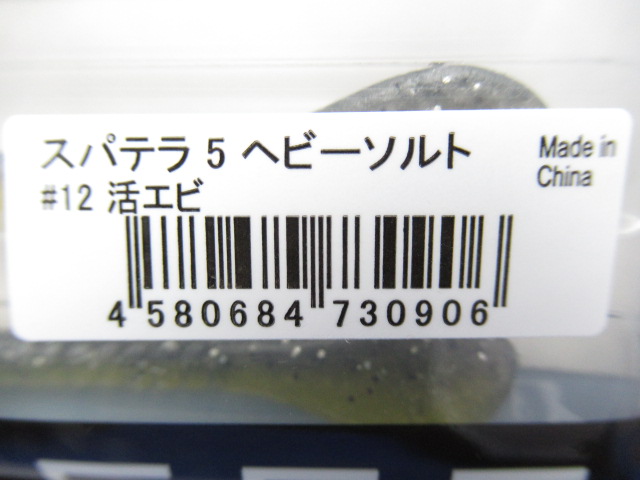 スパテラ 5 ヘビーソルト
Made in
China
#12 活エビ
4 580684 730906